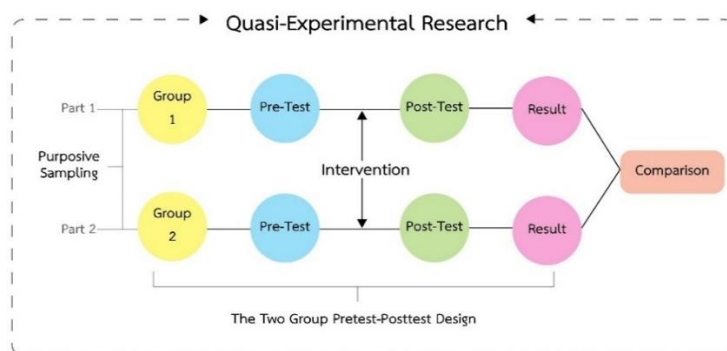 Quasi-Experimental Research
Part 1
Group
1
Pre-Test
Post-Test
Result
Purposive
Sampling
Intervention
Comparison
Part 2
Group
2
Pre-Test
Post-Test
Result
The Two Group Pretest-Posttest Design